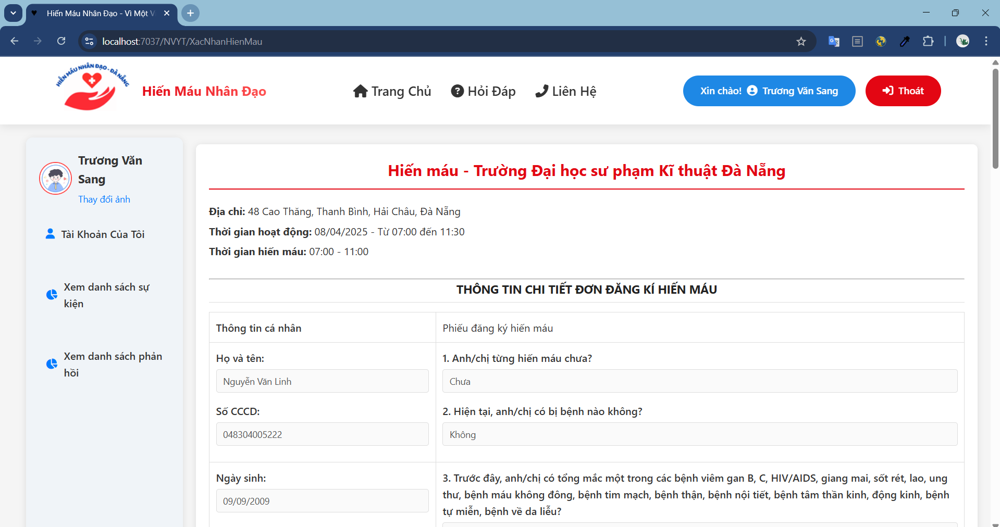 Hiến Máu Nhân Đạo - Vì Một V
localhost:7037/NVYT/XacNhanHienMau
HIẾN MÁU NHÂN ĐẠO - ĐÀ NẴNG
Hiến Máu Nhân Đạo
Trang Chủ
Hỏi Đáp
Liên Hệ
Xin chào! Trương Văn Sang
Thoát
Trương Văn
Sang
Thay đổi ảnh
Tài Khoản Của Tôi
Xem danh sách sự
kiện
Xem danh sách phản
hồi
Hiến máu - Trường Đại học sư phạm Kĩ thuật Đà Nẵng
Địa chỉ: 48 Cao Thăng, Thanh Bình, Hải Châu, Đà Nẵng
Thời gian hoạt động: 08/04/2025 - Từ 07:00 đến 11:30
Thời gian hiến máu: 07:00 - 11:00
THÔNG TIN CHI TIẾT ĐƠN ĐĂNG KÍ HIẾN MÁU
Thông tin cá nhân
Phiếu đăng ký hiến máu
Họ và tên:
Nguyễn Văn Linh
Số CCCD:
048304005222
1. Anh/chị từng hiến máu chưa?
Chưa
2. Hiện tại, anh/chị có bị bệnh nào không?
Không
Ngày sinh:
09/09/2009
3. Trước đây, anh/chị có tổng mắc một trong các bệnh viêm gan B, C, HIV/AIDS, giang mai, sốt rét, lao, ung
thư, bệnh máu không đông, bệnh tim mạch, bệnh thận, bệnh nội tiết, bệnh tâm thần kinh, động kinh, bệnh
tự miễn, bệnh về da liễu?